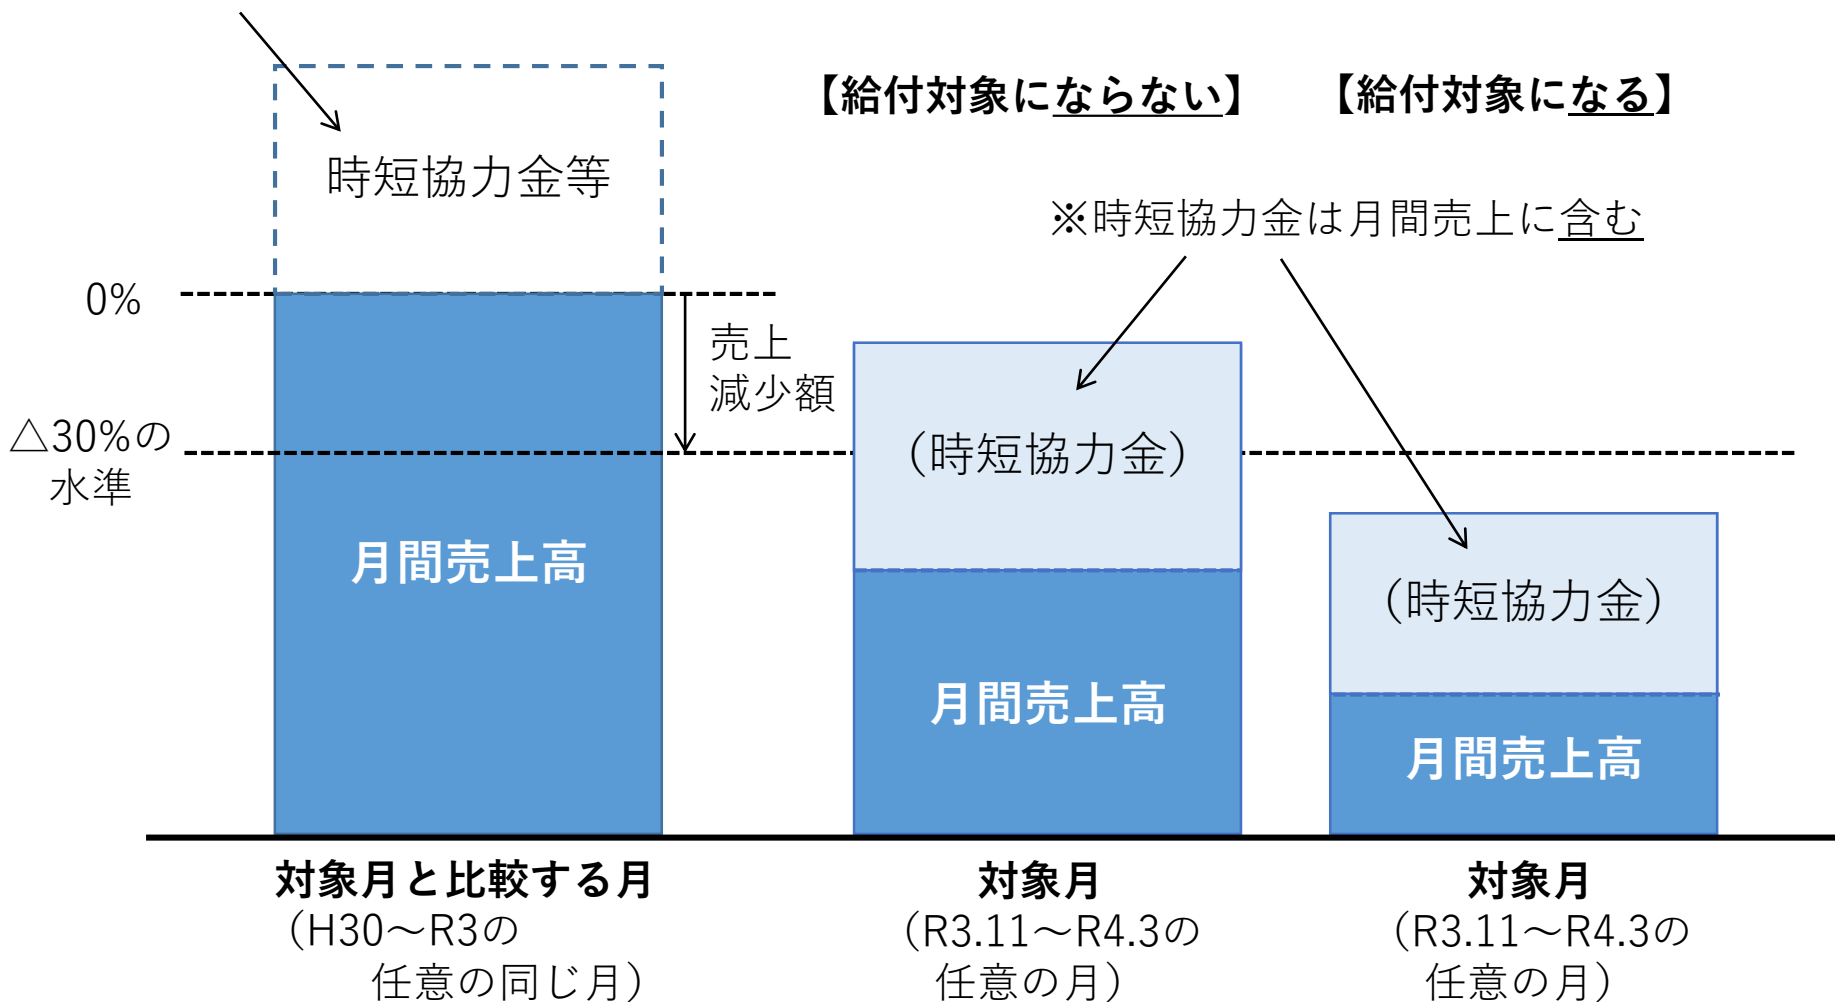 【給付対象にならない】
【給付対象になる】
時短協力金等
※時短協力金は月間売上に含む
0%
売上
減少額
△30%の
水準
（時短協力金）
月間売上高
（時短協力金）
月間売上高
月間売上高
対象月と比較する月
（H30～R3の
任意の同じ月）
対象月
（R3.11～R4.3の
任意の月）
対象月
（R3.11～R4.3の
任意の月）